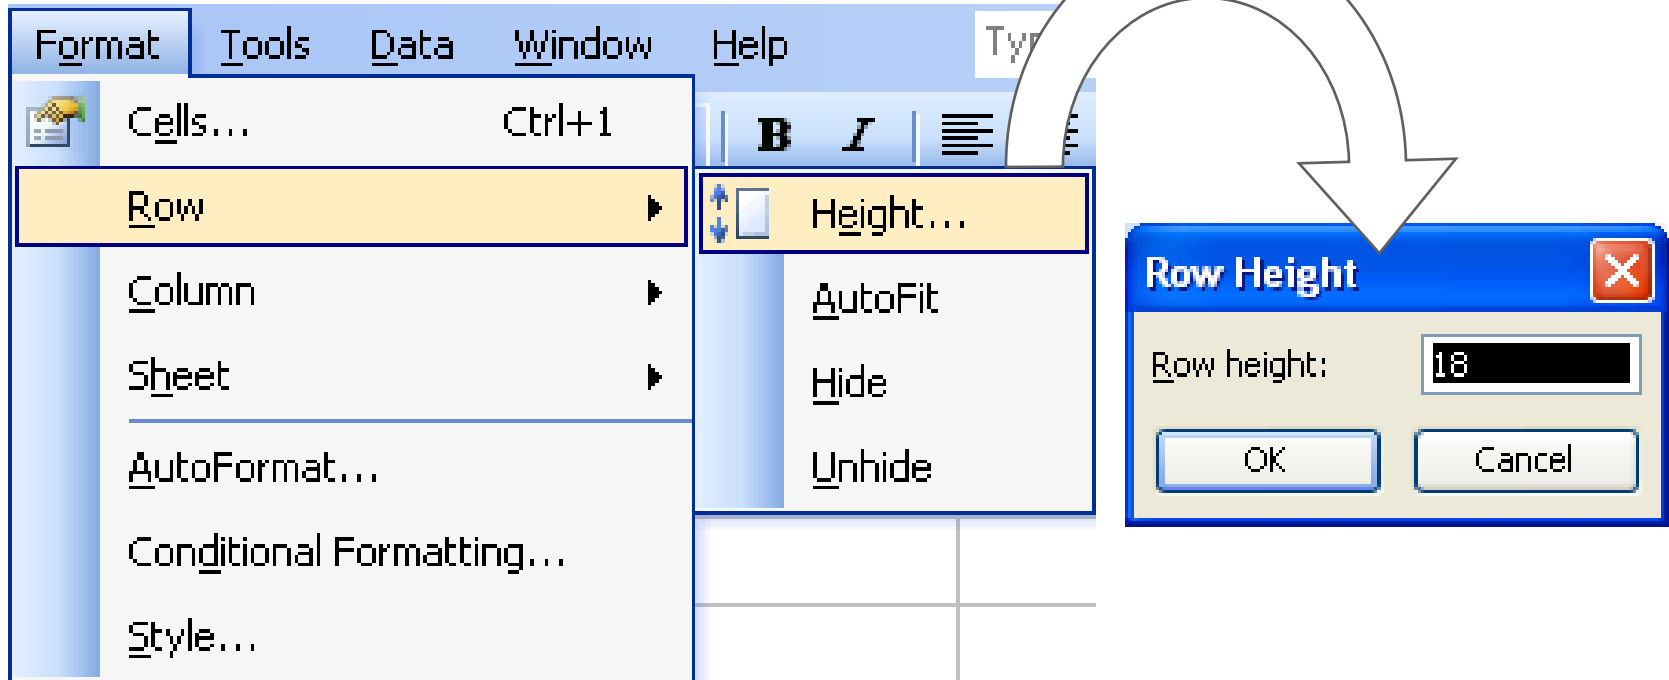 Format Tools Data Window Help
Cells... Ctrl+1
B I
Row
Height...
Column
AutoFit
Sheet
Hide
AutoFormat...
Unhide
Conditional Formatting...
Style...
Row Height
Row height: 18
OK Cancel